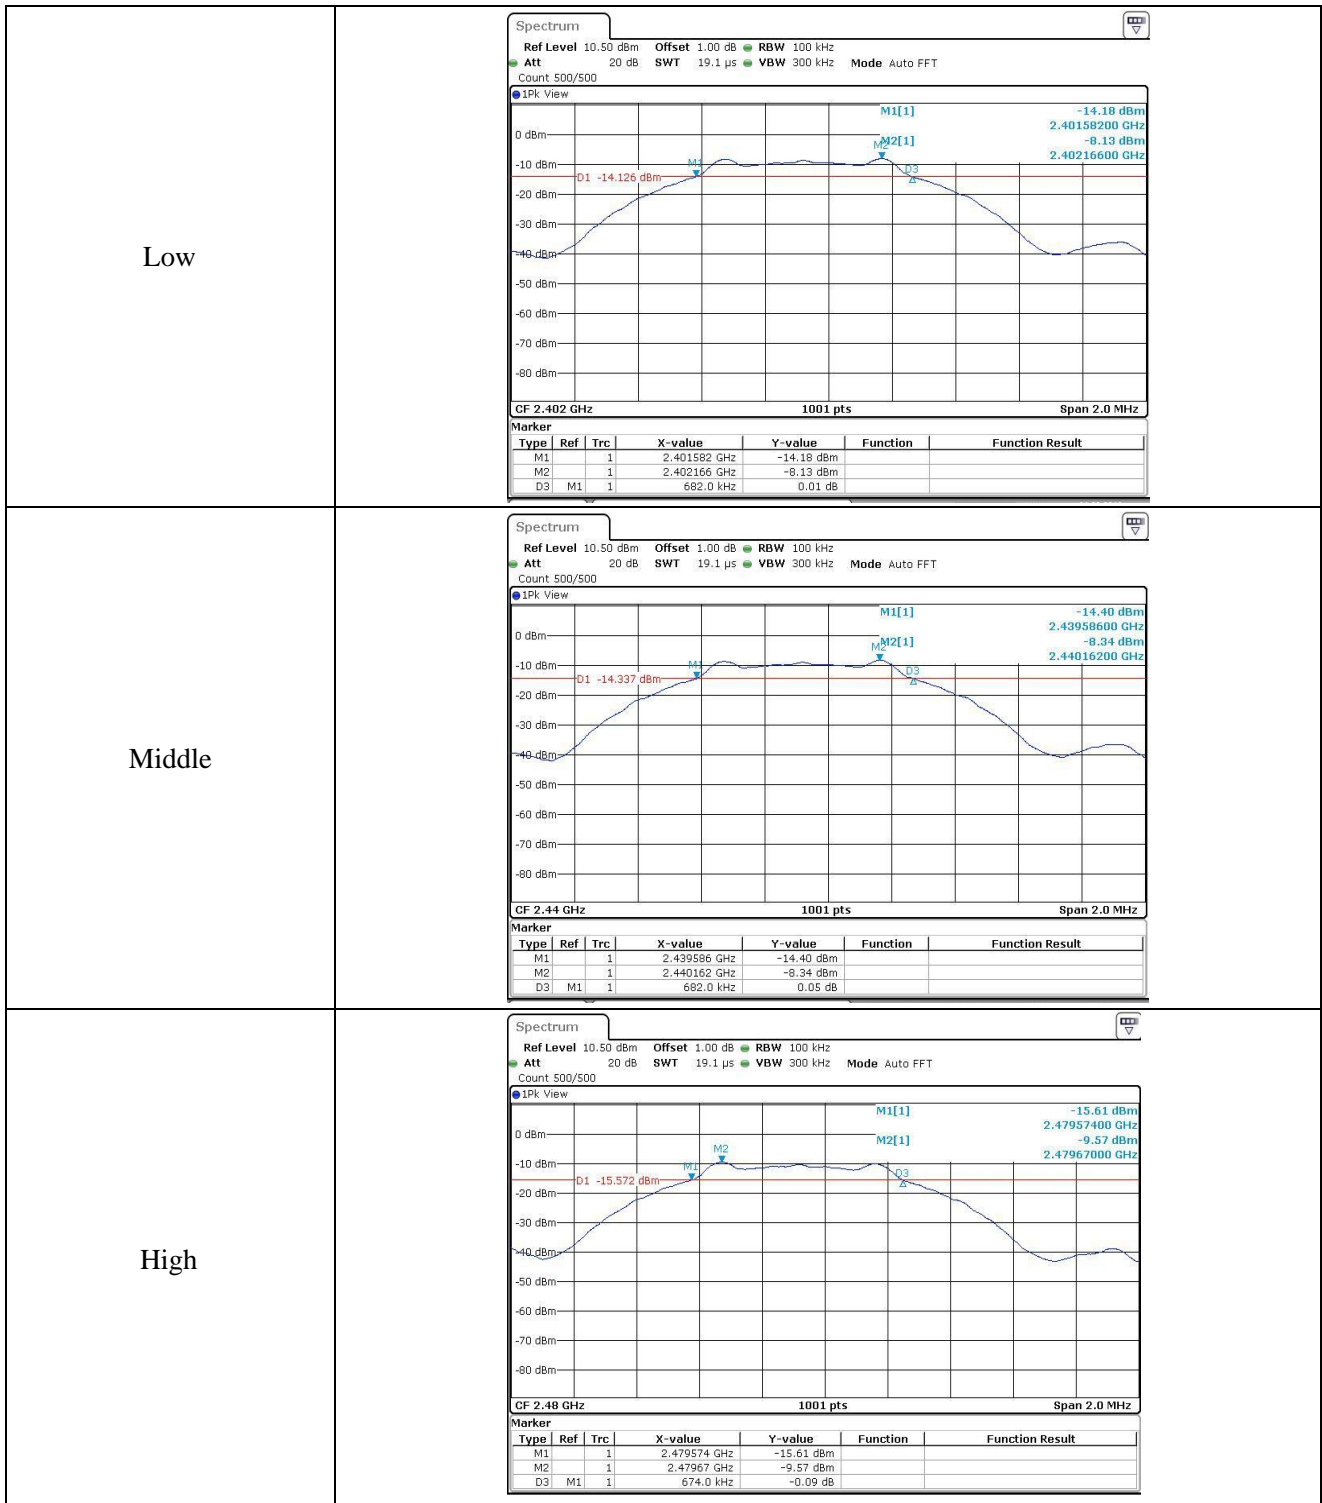 Low
Spectrum
Ref Level 10.50 dBm Offset 1.00 dB RBW 100 kHz
Att 20 dB SWT 19.1 µs VBW 300 kHz Mode Auto FFT
Count 500/500
1Pk View
M1[1] -14.18 dBm
2.40158200 GHz
M2[1] -8.13 dBm
2.40216600 GHz
0 dBm
M2
-10 dBm
M1
D3
D1 -14.126 dBm
-20 dBm
-30 dBm
-40 dBm
-50 dBm
-60 dBm
-70 dBm
-80 dBm
CF 2.402 GHz 1001 pts Span 2.0 MHz
Marker
Type Ref Trc X-value Y-value Function Function Result
M1 1 2.401582 GHz -14.18 dBm
M2 1 2.402166 GHz -8.13 dBm
D3 M1 1 682.0 kHz 0.01 dB
Middle
Spectrum
Ref Level 10.50 dBm Offset 1.00 dB RBW 100 kHz
Att 20 dB SWT 19.1 µs VBW 300 kHz Mode Auto FFT
Count 500/500
1Pk View
M1[1] -14.40 dBm
2.43958600 GHz
M2[1] -8.34 dBm
2.44016200 GHz
0 dBm
M2
-10 dBm
M1
D3
D1 -14.337 dBm
-20 dBm
-30 dBm
-40 dBm
-50 dBm
-60 dBm
-70 dBm
-80 dBm
CF 2.44 GHz 1001 pts Span 2.0 MHz
Marker
Type Ref Trc X-value Y-value Function Function Result
M1 1 2.439586 GHz -14.40 dBm
M2 1 2.440162 GHz -8.34 dBm
D3 M1 1 682.0 kHz 0.05 dB
High
Spectrum
Ref Level 10.50 dBm Offset 1.00 dB RBW 100 kHz
Att 20 dB SWT 19.1 µs VBW 300 kHz Mode Auto FFT
Count 500/500
1Pk View
M1[1] -15.61 dBm
2.47957400 GHz
M2[1] -9.57 dBm
2.47967000 GHz
0 dBm
M2
-10 dBm
M1
D3
D1 -15.572 dBm
-20 dBm
-30 dBm
-40 dBm
-50 dBm
-60 dBm
-70 dBm
-80 dBm
CF 2.48 GHz 1001 pts Span 2.0 MHz
Marker
Type Ref Trc X-value Y-value Function Function Result
M1 1 2.479574 GHz -15.61 dBm
M2 1 2.47967 GHz -9.57 dBm
D3 M1 1 674.0 kHz -0.09 dB